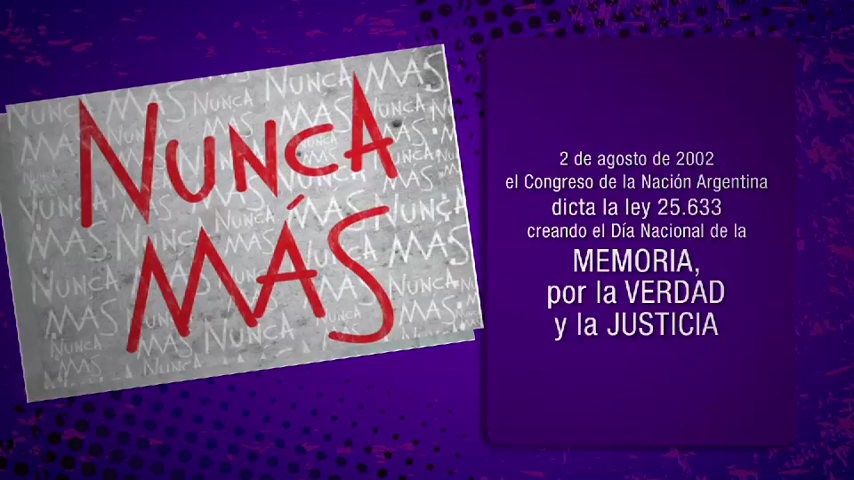 NUNCA
MÁS
2 de agosto de 2002
el Congreso de la Nación Argentina
dicta la ley 25.633
creando el Día Nacional de la
MEMORIA,
por la VERDAD
y la JUSTICIA